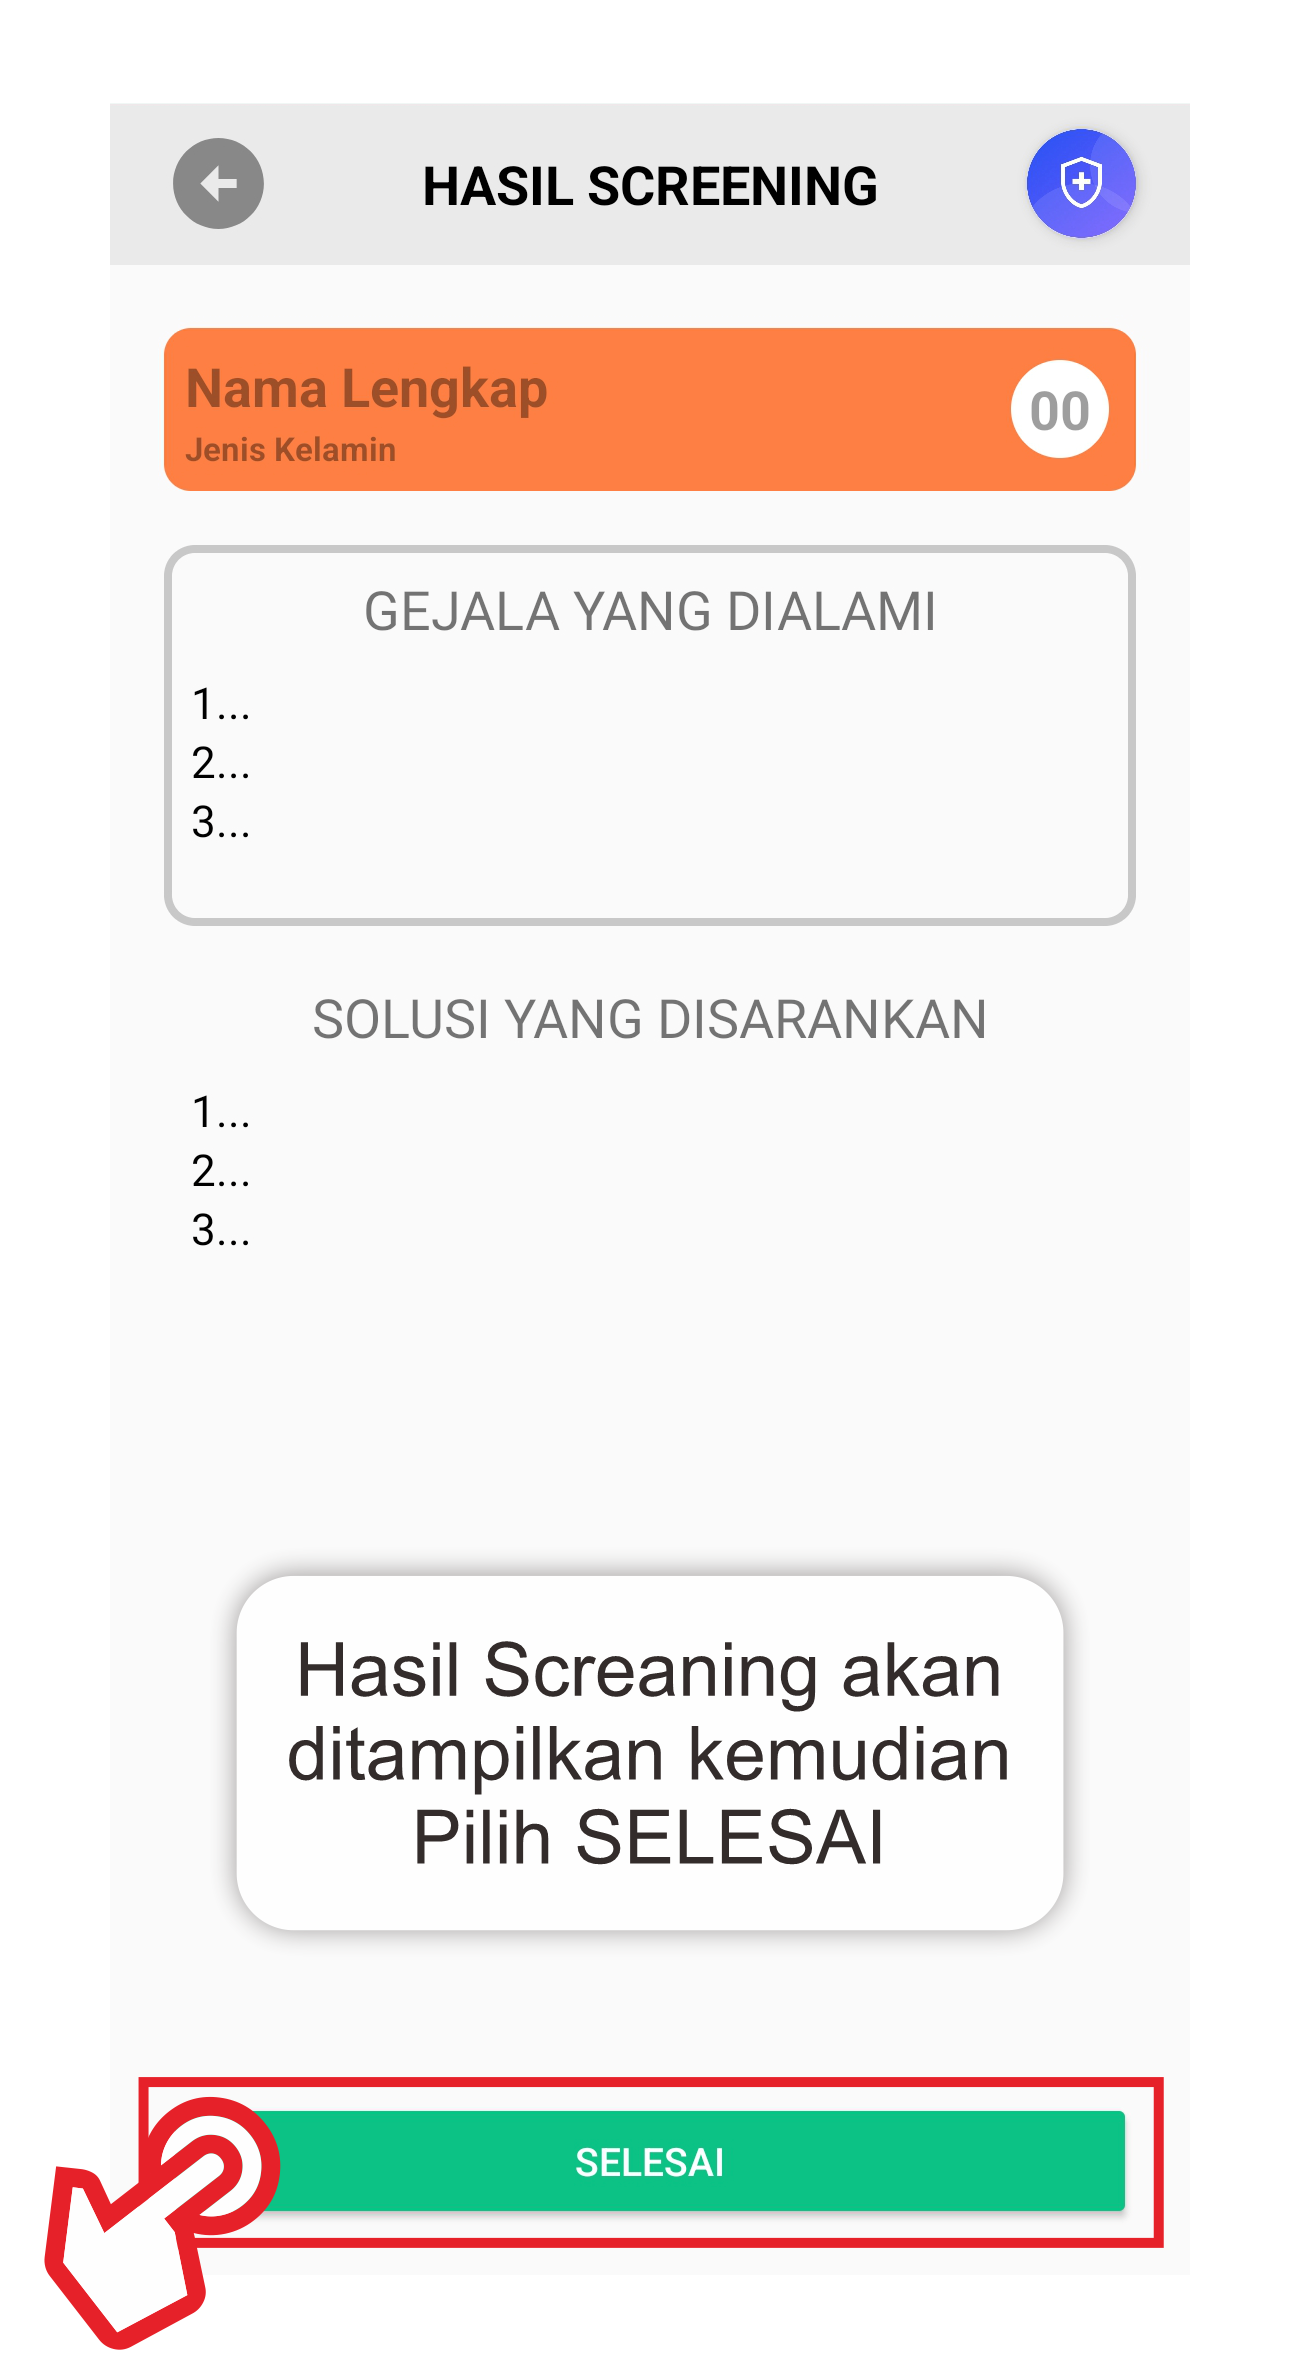 HASIL SCREENING
Nama Lengkap
00
Jenis Kelamin
GEJALA YANG DIALAMI
1...
2...
3...
SOLUSI YANG DISARANKAN
1...
2...
3...
Hasil Screaning akan
ditampilkan kemudian
Pilih SELESAI
SELESAI